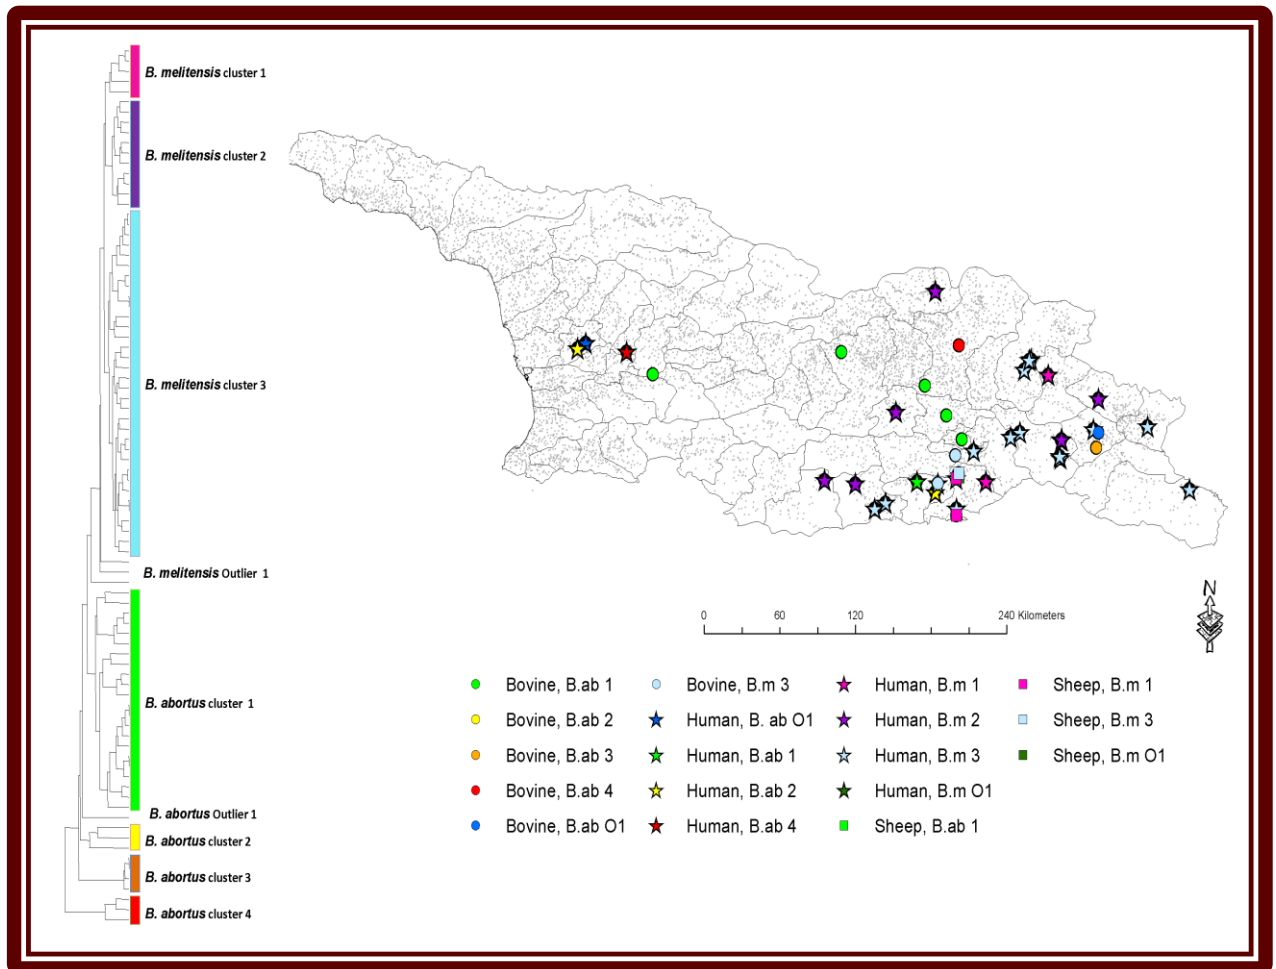 B. melitensis cluster 1
B. melitensis cluster 2
B. melitensis cluster 3
B. melitensis Outlier 1
B. abortus cluster 1
B. abortus Outlier 1
B. abortus cluster 2
B. abortus cluster 3
B. abortus cluster 4
N
0 60 120 240 Kilometers
Bovine, B.ab 1
Bovine, B.ab 2
Bovine, B.ab 3
Bovine, B.ab 4
Bovine, B.ab O1
Bovine, B.m 3
Human, B. ab O1
Human, B.ab 1
Human, B.ab 2
Human, B.ab 4
Human, B.m 1
Human, B.m 2
Human, B.m 3
Human, B.m O1
Sheep, B.ab 1
Sheep, B.m 1
Sheep, B.m 3
Sheep, B.m O1